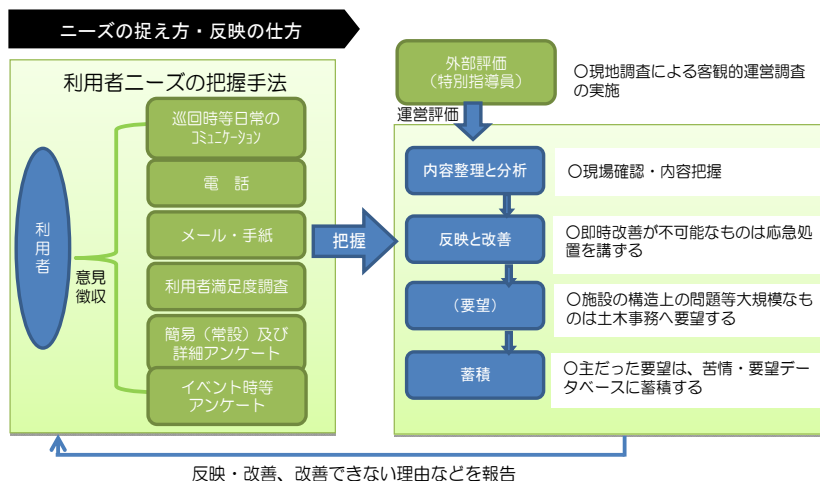 ニーズの捉え方・反映の仕方
利用者ニーズの把握手法
利用者
意見
徴収
巡回時等日常の
コミュニケーション
電　話
メール・手紙
利用者満足度調査
簡易（常設）及び
詳細アンケート
イベント時等
アンケート
把握
外部評価
（特別指導員）
○現地調査による客観的運営調査
の実施
運営評価
内容整理と分析
○現場確認・内容把握
反映と改善
○即時改善が不可能なものは応急処
置を講ずる
（要望）
○施設の構造上の問題等大規模なも
のは土木事務へ要望する
蓄積
○主だった要望は、苦情・要望デー
タベースに蓄積する
反映・改善、改善できない理由などを報告